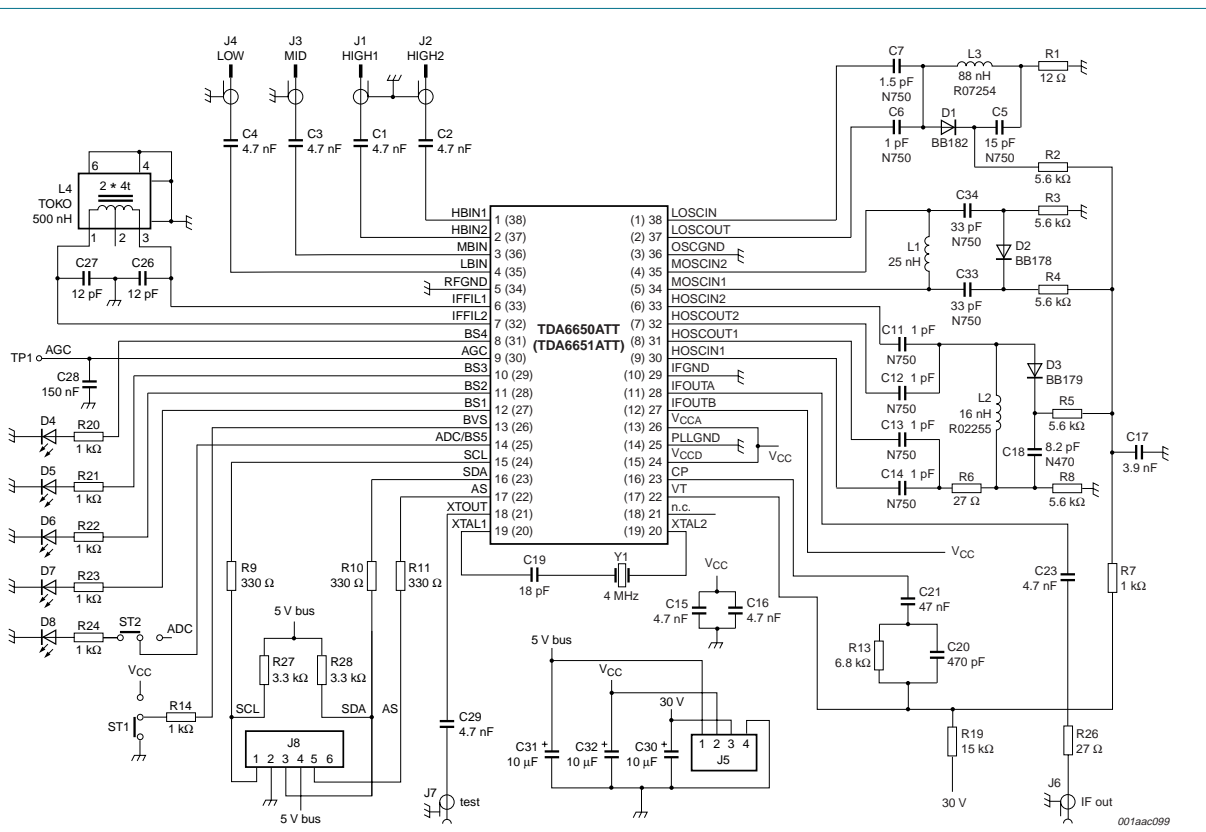 J4
LOW
J3
MID
J1
HIGH1
J2
HIGH2
C4
4.7 nF
C3
4.7 nF
C1
4.7 nF
C2
4.7 nF
C7
1.5 pF
N750
L3
88 nH
R07254
R1
12 Ω
C6
1 pF
N750
D1
BB182
C5
15 pF
N750
R2
5.6 kΩ
6
4
L4
TOKO
500 nH
2 * 4t
1
2
3
C27
12 pF
C26
12 pF
HBIN1
1 (38)
HBIN2
2 (37)
MBIN
3 (36)
LBIN
4 (35)
RFGND
5 (34)
IFFIL1
6 (33)
IFFIL2
7 (32)
BS4
8 (31)
AGC
9 (30)
BS3
10 (29)
BS2
11 (28)
BS1
12 (27)
BVS
13 (26)
ADC/BS5
14 (25)
SCL
15 (24)
SDA
16 (23)
AS
17 (22)
XTOUT
18 (21)
XTAL1
19 (20)
TDA6650ATT
(TDA6651ATT)
(1) 38
LOSCIN
(2) 37
LOSCOUT
(3) 36
OSCGND
(4) 35
MOSCIN2
(5) 34
MOSCIN1
(6) 33
HOSCIN2
(7) 32
HOSCOUT2
(8) 31
HOSCOUT1
(9) 30
HOSCIN1
(10) 29
IFGND
(11) 28
IFOUTA
(12) 27
IFOUTB
(13) 26
VCCA
(14) 25
PLLGND
(15) 24
VCCD
(16) 23
CP
(17) 22
VT
(18) 21
n.c.
(19) 20
XTAL2
VCC
C34
33 pF
N750
R3
5.6 kΩ
L1
25 nH
D2
BB178
C33
33 pF
N750
R4
5.6 kΩ
C11 1 pF
N750
C12 1 pF
N750
C13 1 pF
N750
C14 1 pF
N750
L2
16 nH
R02255
D3
BB179
R5
5.6 kΩ
C18
8.2 pF
N470
R6
27 Ω
R8
5.6 kΩ
C17
3.9 nF
TP1
AGC
C28
150 nF
D4
R20
1 kΩ
D5
R21
1 kΩ
D6
R22
1 kΩ
D7
R23
1 kΩ
D8
R24
1 kΩ
ST2
ADC
VCC
ST1
R14
1 kΩ
R9
330 Ω
R10
330 Ω
R11
330 Ω
5 V bus
R27
3.3 kΩ
R28
3.3 kΩ
SCL
SDA
AS
J8
1 2 3 4 5 6
5 V bus
C19
18 pF
Y1
4 MHz
C29
4.7 nF
J7
test
VCC
C15
4.7 nF
C16
4.7 nF
5 V bus
VCC
30 V
C31
10 μF
+
C32
10 μF
+
C30
10 μF
+
1 2 3 4
J5
VCC
C21
47 nF
R13
6.8 kΩ
C20
470 pF
C23
4.7 nF
R7
1 kΩ
R19
15 kΩ
30 V
R26
27 Ω
J6
IF out
001aac099